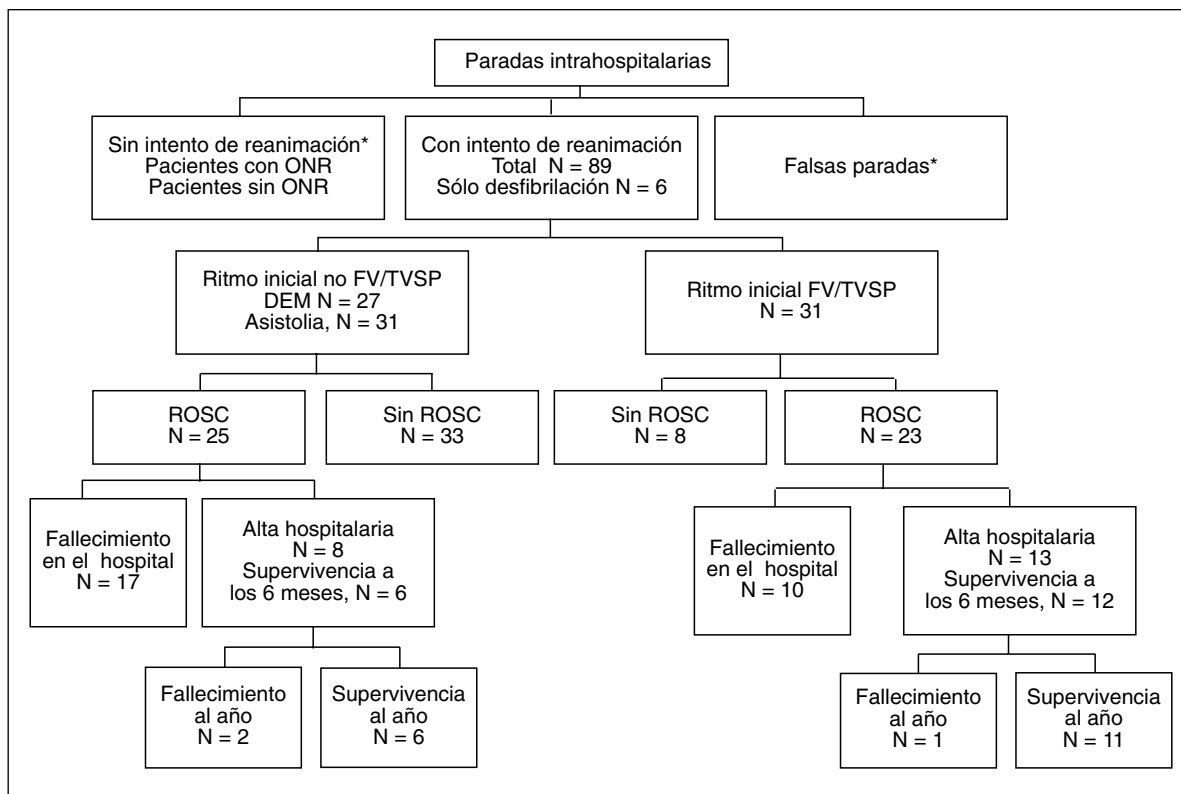 Paradas intrahospitalarias
Sin intento de reanimación*
Pacientes con ONR
Pacientes sin ONR
Con intento de reanimación
Total N = 89
Sólo desfibrilación N = 6
Falsas paradas*
Ritmo inicial no FV/TVSP
DEM N = 27
Asistolia, N = 31
Ritmo inicial FV/TVSP
N = 31
ROSC
N = 25
Sin ROSC
N = 33
Sin ROSC
N = 8
ROSC
N = 23
Fallecimiento
en el hospital
N = 17
Alta hospitalaria
N = 8
Supervivencia a
los 6 meses, N = 6
Fallecimiento
en el hospital
N = 10
Alta hospitalaria
N = 13
Supervivencia a
los 6 meses, N = 12
Fallecimiento
al año
N = 2
Supervivencia
al año
N = 6
Fallecimiento
al año
N = 1
Supervivencia
al año
N = 11